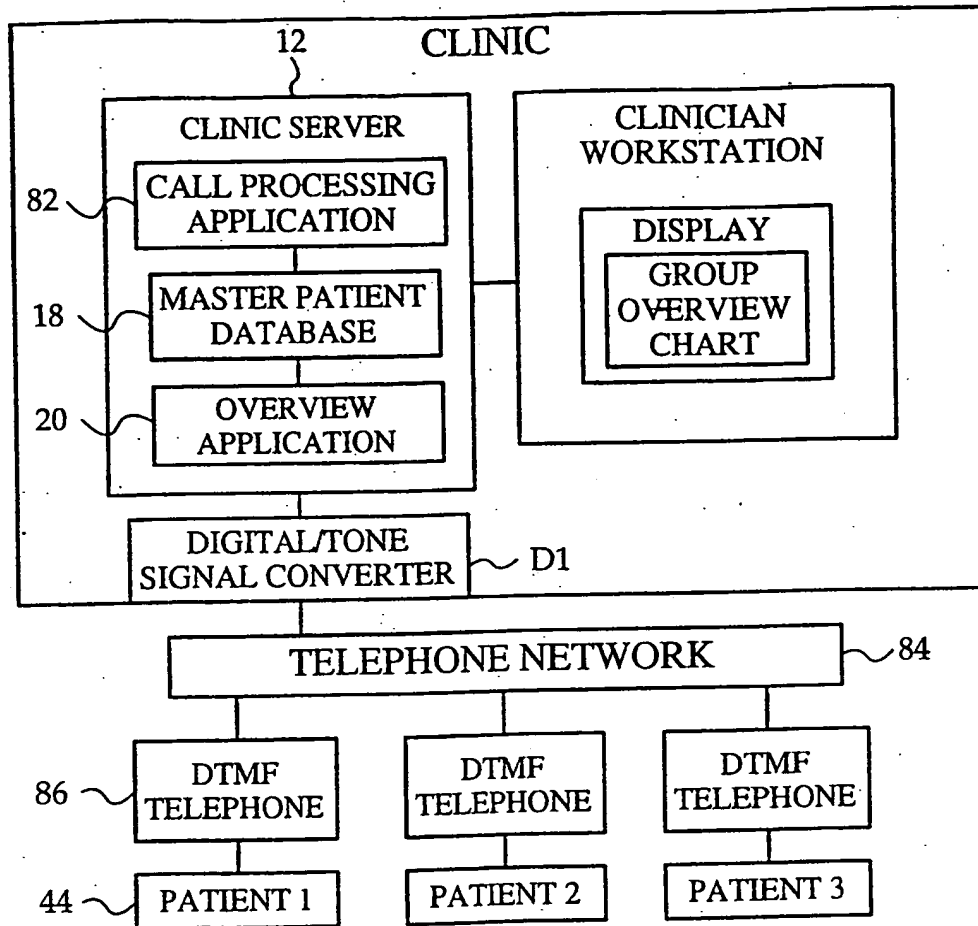 CLINIC
12
CLINIC SERVER
CLINICIAN
WORKSTATION
82
CALL PROCESSING
APPLICATION
DISPLAY
GROUP
OVERVIEW
CHART
18
MASTER PATIENT
DATABASE
20
OVERVIEW
APPLICATION
DIGITAL/TONE
SIGNAL CONVERTER
D1
TELEPHONE NETWORK
84
86
DTMF
TELEPHONE
DTMF
TELEPHONE
DTMF
TELEPHONE
44
PATIENT 1
PATIENT 2
PATIENT 3